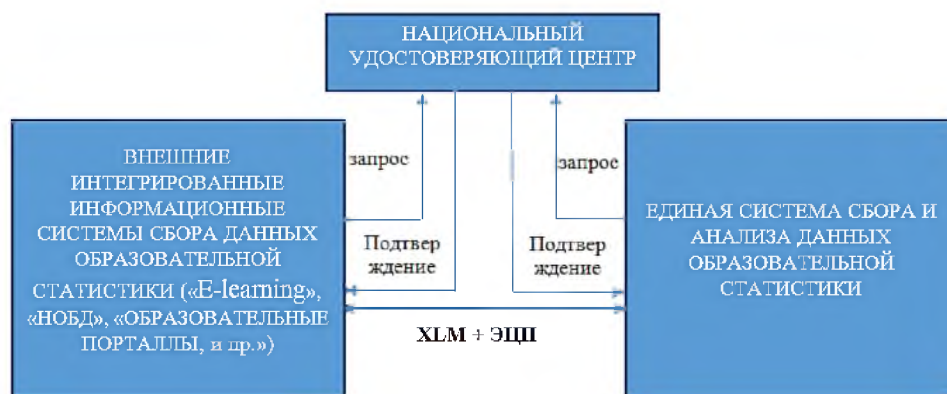 НАЦИОНАЛЬНЫЙ
УДОСТОВЕРЯЮЩИЙ ЦЕНТР
ВНЕШНИЕ
ИНТЕГРИРОВАННЫЕ
ИНФОРМАЦИОННЫЕ
СИСТЕМЫ СБОРА ДАННЫХ
ОБРАЗОВАТЕЛЬНОЙ
СТАТИСТИКИ («E-learning»,
«НОБД», «ОБРАЗОВАТЕЛЬНЫЕ
ПОРТАЛЛЫ, и пр.»)
запрос
Подтвер
ждение
запрос
Подтвер
ждение
XLM + ЭЦП
ЕДИНАЯ СИСТЕМА СБОРА И
АНАЛИЗА ДАННЫХ
ОБРАЗОВАТЕЛЬНОЙ
СТАТИСТИКИ